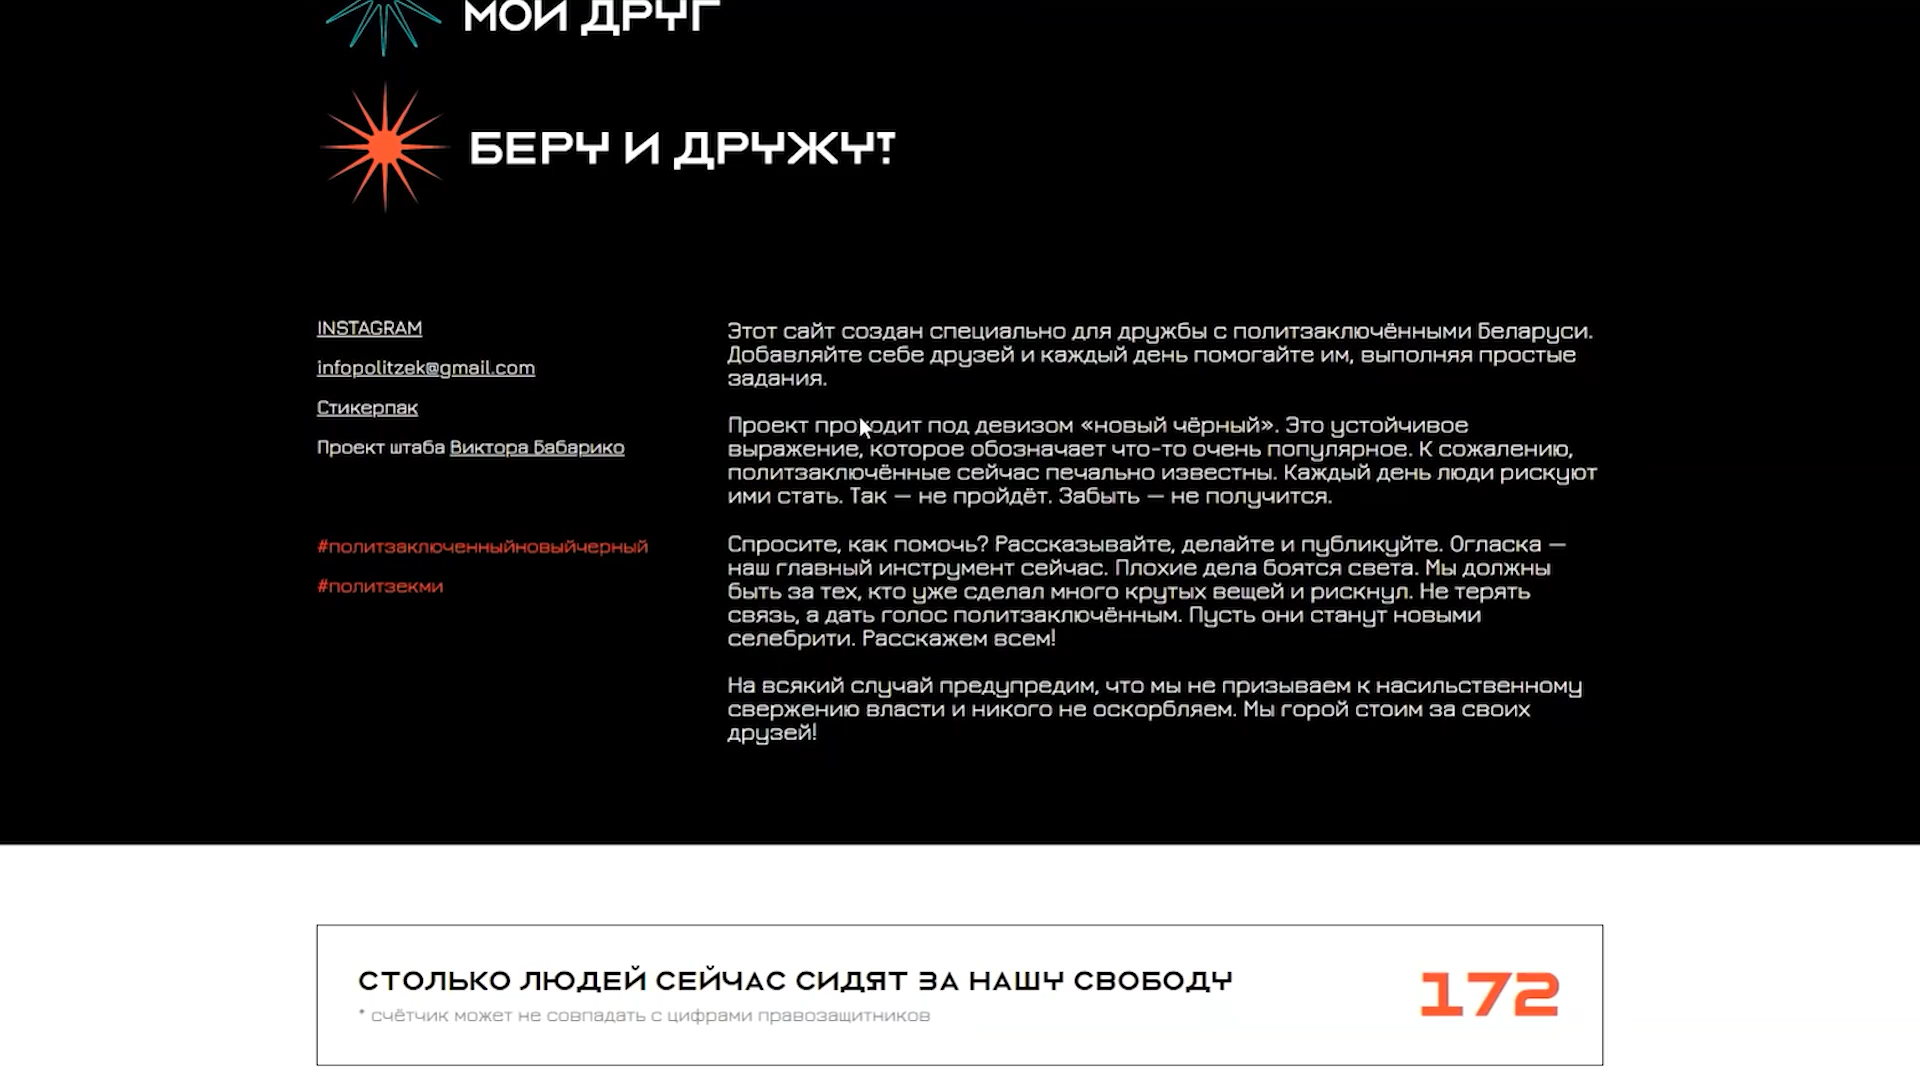 МОЙ ДРУГ
БЕРУ И ДРУЖУ!
INSTAGRAM
infopolitzek@gmail.com
Стикерпак
Проект штаба Виктора Бабарико
#политзаключенныйновыйчерный
#политзекми
Этот сайт создан специально для дружбы с политзаключёнными Беларуси.
Добавляйте себе друзей и каждый день помогайте им, выполняя простые
задания.
Проект проходит под девизом «новый чёрный». Это устойчивое
выражение, которое обозначает что-то очень популярное. К сожалению,
политзаключённые сейчас печально известны. Каждый день люди рискуют
ими стать. Так — не пройдёт. Забыть — не получится.
Спросите, как помочь? Рассказывайте, делайте и публикуйте. Огласка —
наш главный инструмент сейчас. Плохие дела боятся света. Мы должны
быть за тех, кто уже сделал много крутых вещей и рискнул. Не терять
связь, а дать голос политзаключённым. Пусть они станут новыми
селебрити. Расскажем всем!
На всякий случай предупредим, что мы не призываем к насильственному
свержению власти и никого не оскорбляем. Мы горой стоим за своих
друзей!
СТОЛЬКО ЛЮДЕЙ СЕЙЧАС СИДЯТ ЗА НАШУ СВОБОДУ
172
* счётчик может не совпадать с цифрами правозащитников